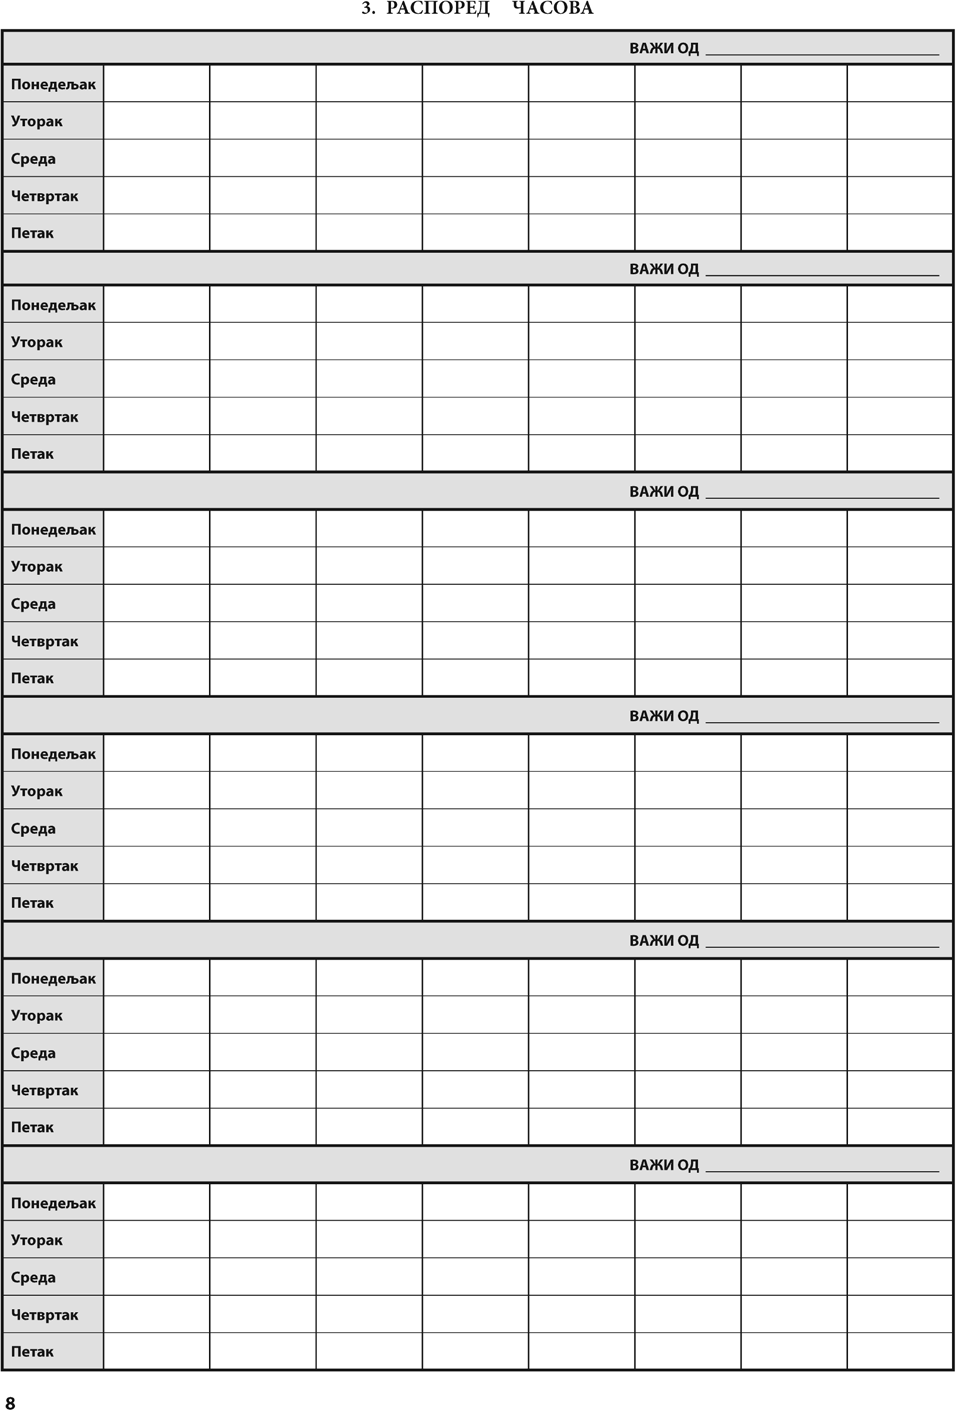 3. РАСПОРЕД ЧАСОВА
ВАЖИ ОД
Понедељак
Уторак
Среда
Четвртак
Петак
ВАЖИ ОД
Понедељак
Уторак
Среда
Четвртак
Петак
ВАЖИ ОД
Понедељак
Уторак
Среда
Четвртак
Петак
ВАЖИ ОД
Понедељак
Уторак
Среда
Четвртак
Петак
ВАЖИ ОД
Понедељак
Уторак
Среда
Четвртак
Петак
ВАЖИ ОД
Понедељак
Уторак
Среда
Четвртак
Петак
8